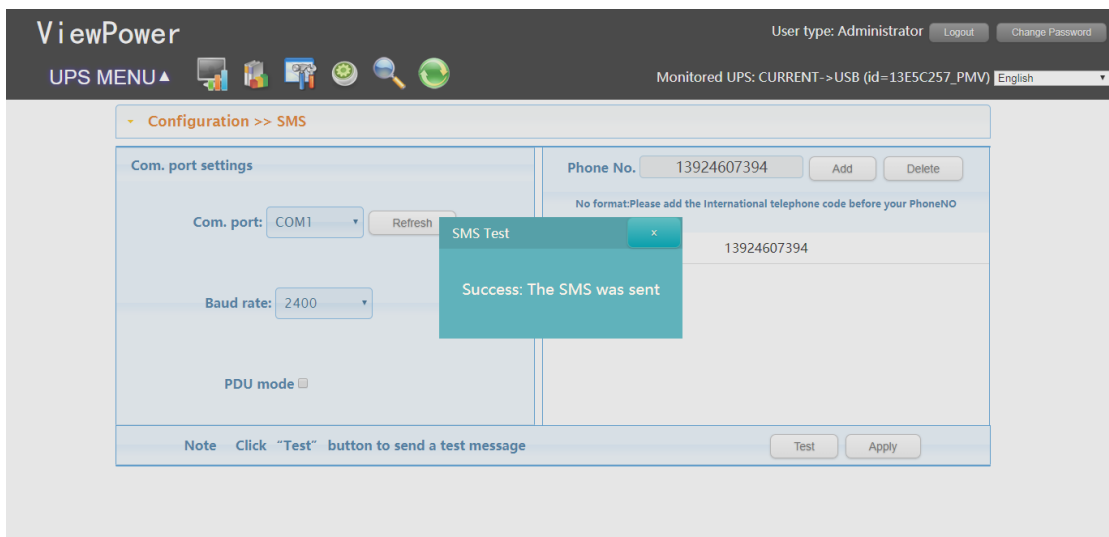 ViewPower
User type: Administrator Logout Change Password
UPS MENU▲ Monitored UPS: CURRENT->USB (id=13E5C257_PMV) English
Configuration >> SMS
Com. port settings
Phone No. 13924607394 Add Delete
No format:Please add the International telephone code before your PhoneNO
Com. port: COM1 Refresh
SMS Test x
13924607394
Success: The SMS was sent
Baud rate: 2400
PDU mode
Note Click "Test" button to send a test message Test Apply